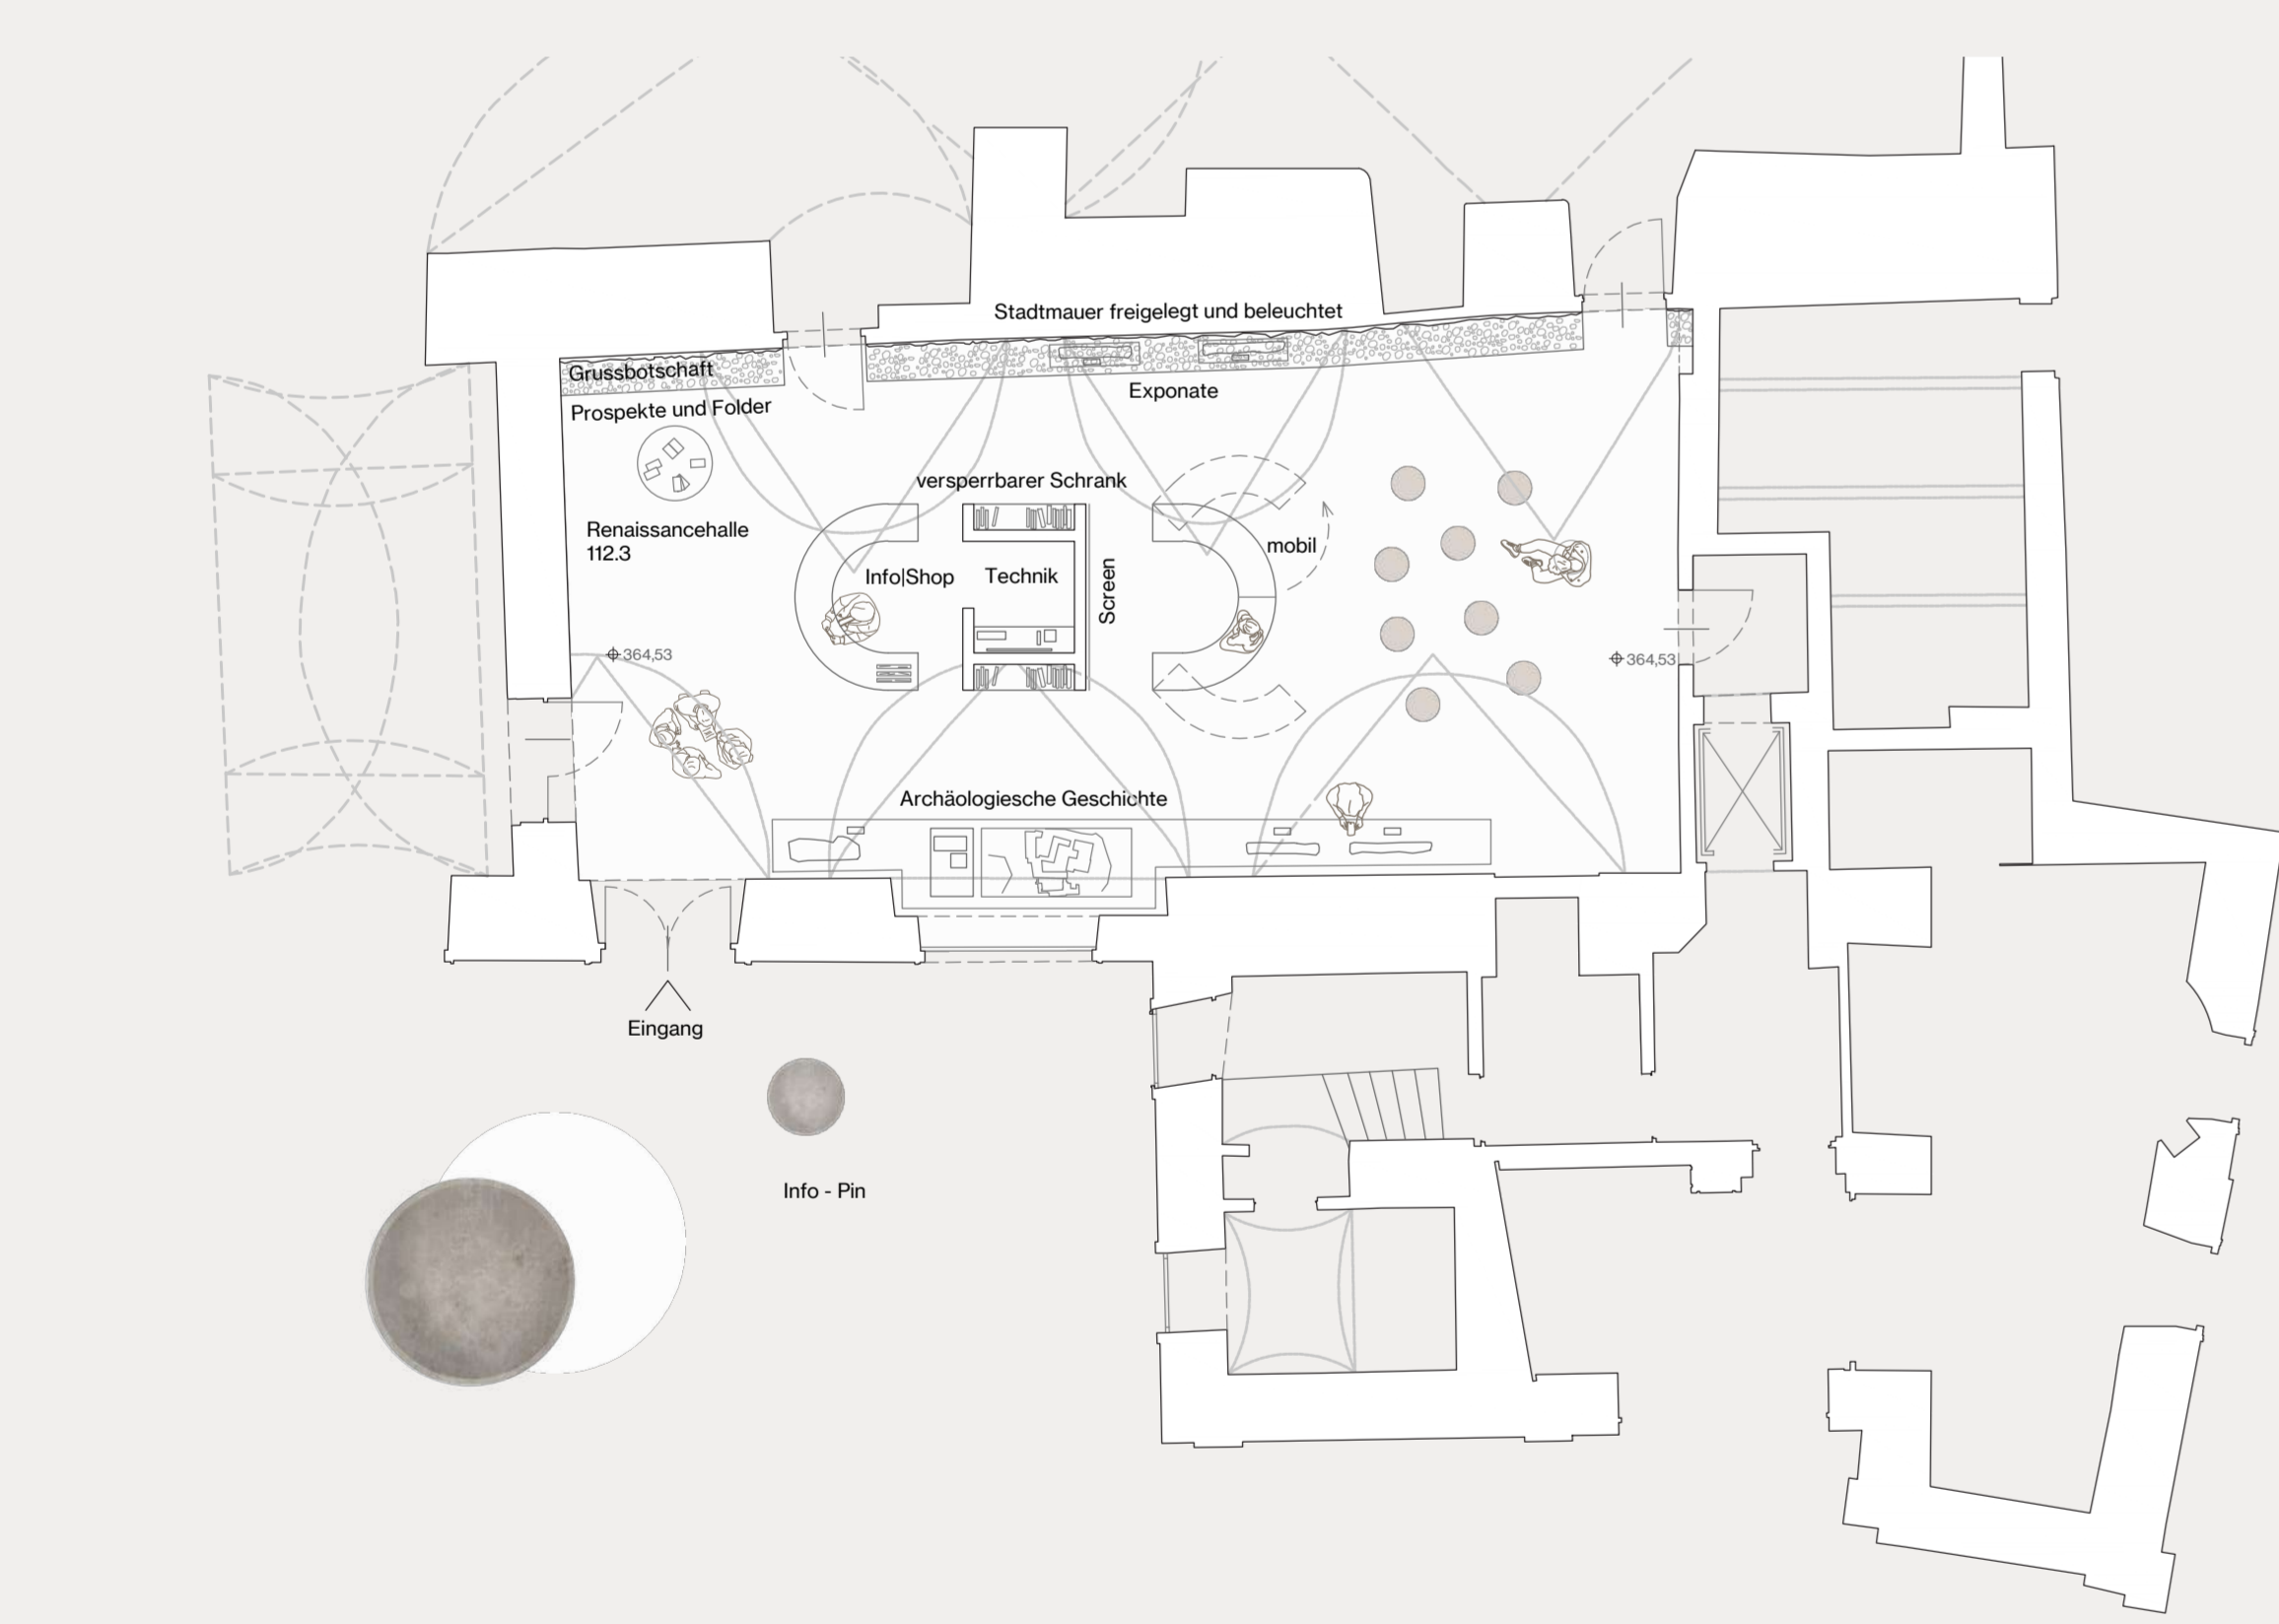 Stadtmauer freigelegt und beleuchtet
Grussbotschaft
Prospekte und Folder
Exponate
versperrbarer Schrank
Renaissancehalle
112.3
mobil
Info|Shop
Technik
Screen
364,53
364,53
Archäologiesche Geschichte
Eingang
Info - Pin